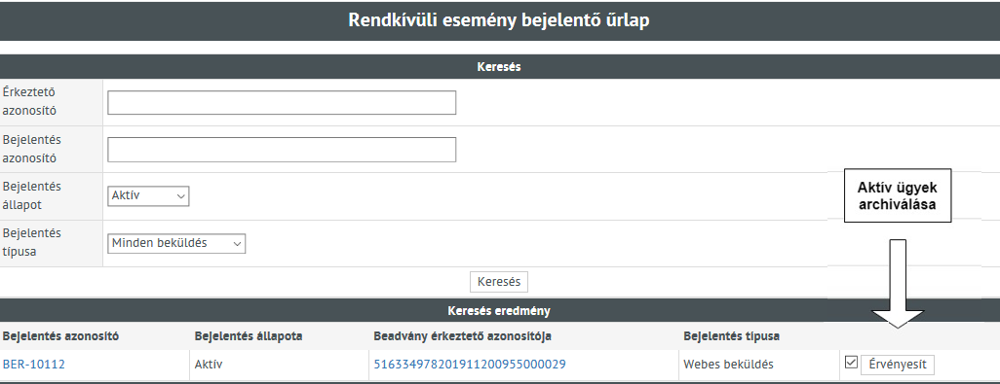 Rendkívüli esemény bejelentő űrlap
Keresés
Érkeztető
azonosító
Bejelentés
azonosító
Bejelentés
állapot
Aktív
Bejelentés
típusa
Minden beküldés
Aktív ügyek
archiválása
Keresés
Keresés eredmény
Bejelentés azonosító Bejelentés állapota Beadvány érkeztető azonosítója Bejelentés típusa
BER-10112 Aktív 516334978201911200955000029 Webes beküldés Érvényesít